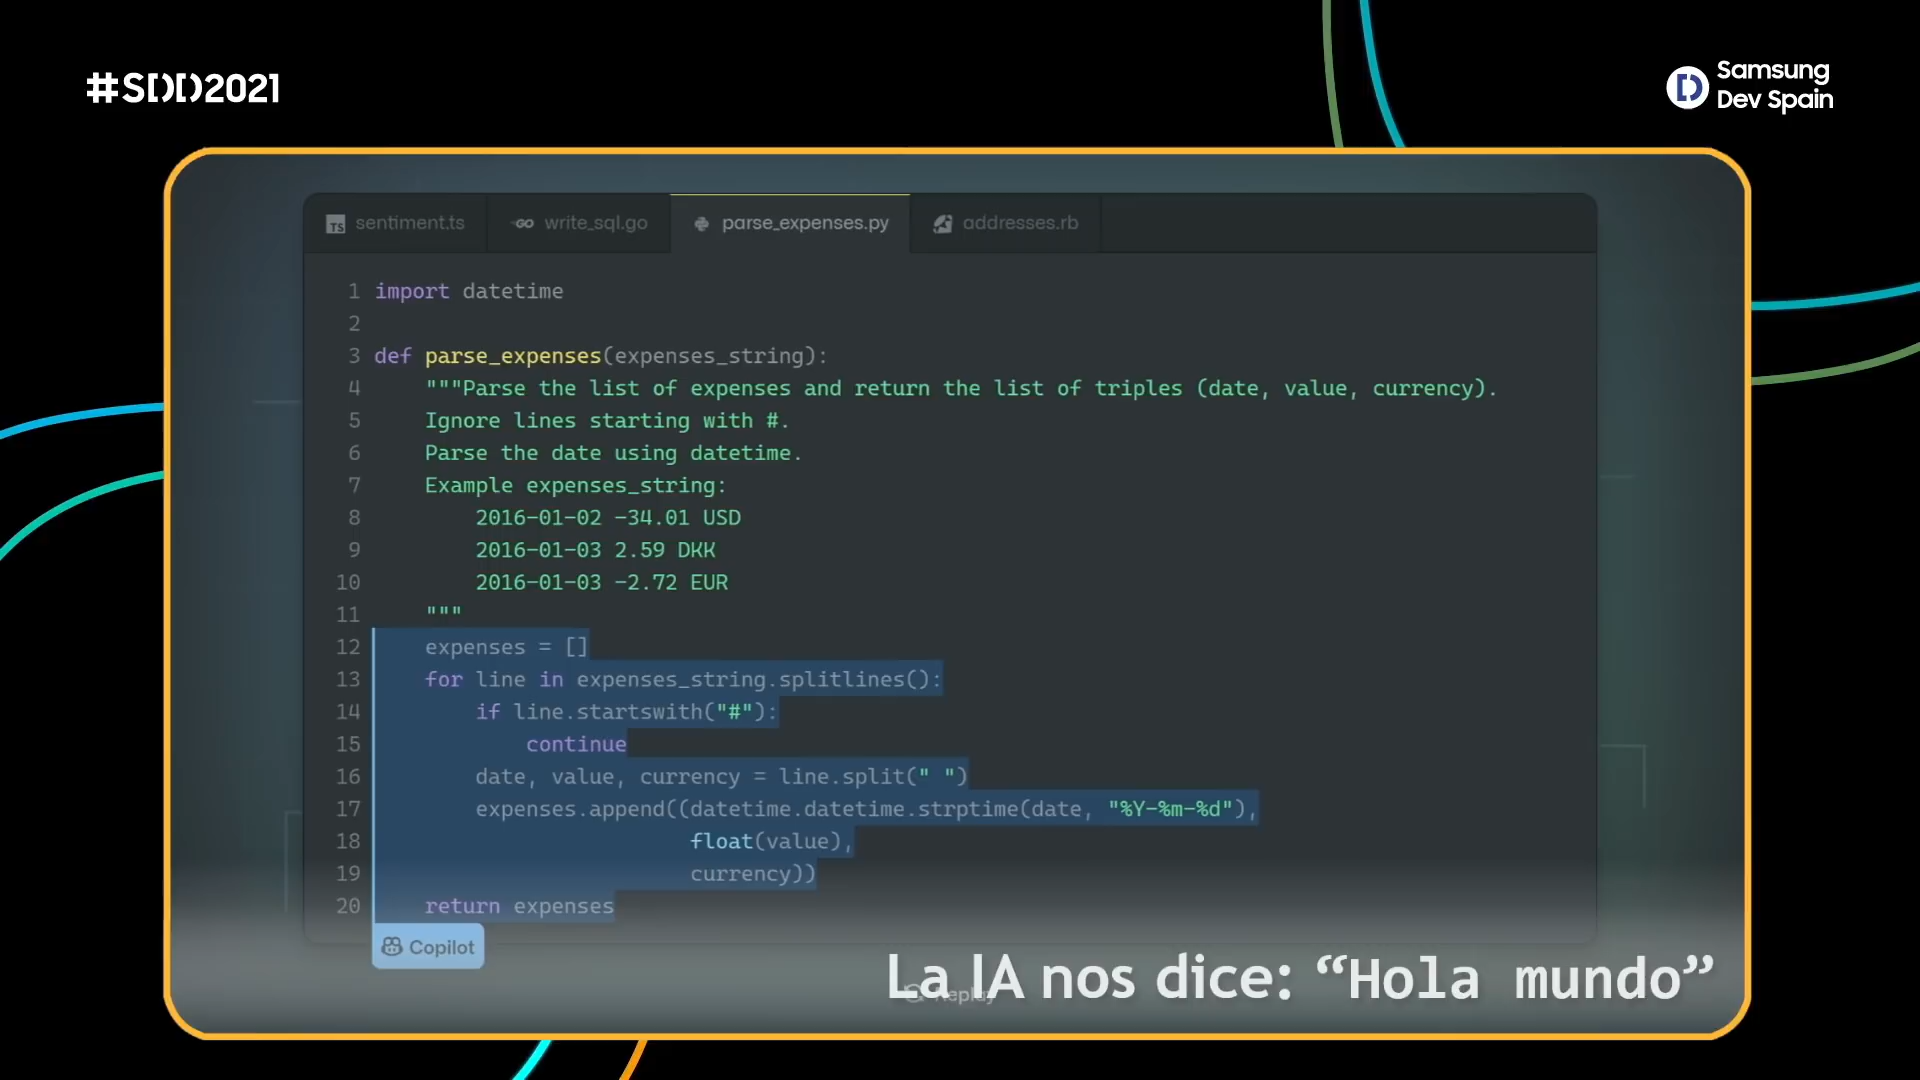 #SDD2021
Samsung
Dev Spain
sentiment.ts
write_sql.go
parse_expenses.py
addresses.rb
1 import datetime
2
3 def parse_expenses(expenses_string):
4     """Parse the list of expenses and return the list of triples (date, value, currency).
5     Ignore lines starting with #.
6     Parse the date using datetime.
7     Example expenses_string:
8         2016-01-02 -34.01 USD
9         2016-01-03 2.59 DKK
10         2016-01-03 -2.72 EUR
11     """
12     expenses = []
13     for line in expenses_string.splitlines():
14         if line.startswith("#"):
15             continue
16         date, value, currency = line.split(" ")
17         expenses.append((datetime.datetime.strptime(date, "%Y-%m-%d"),
18                          float(value),
19                          currency))
20     return expenses
Copilot
Replay
La IA nos dice: “Hola mundo”